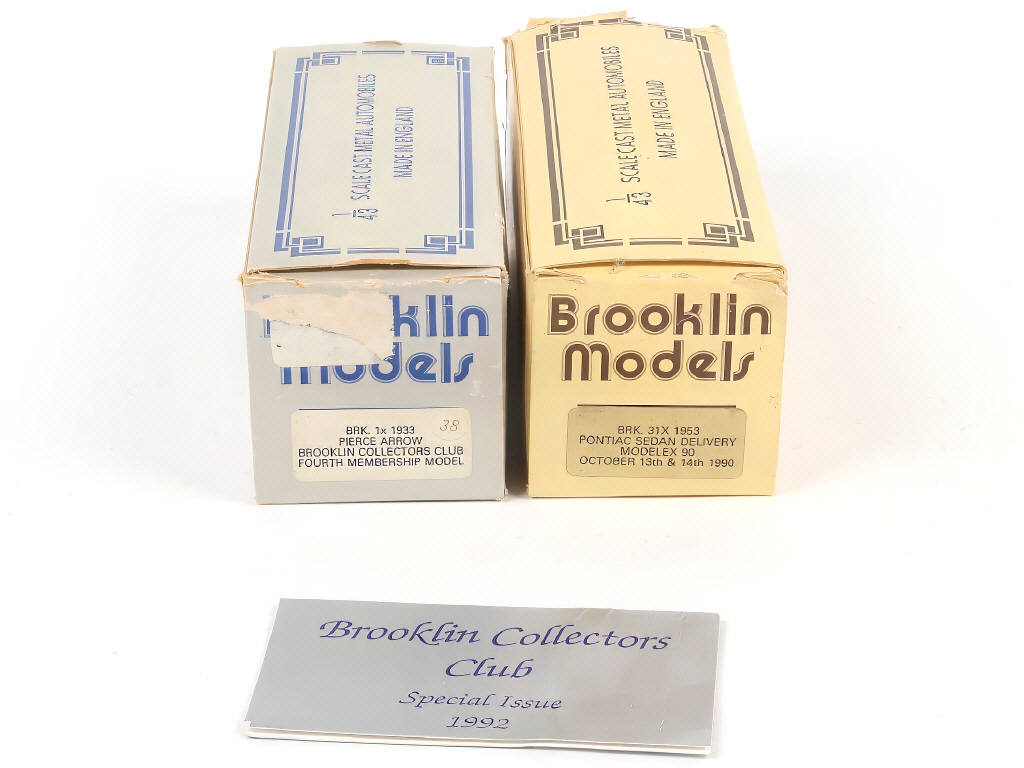 1/43 SCALE CAST METAL AUTOMOBILES
MADE IN ENGLAND
Brooklin
Models
BRK. 1x 1933
38
PIERCE ARROW
BROOKLIN COLLECTORS CLUB
FOURTH MEMBERSHIP MODEL
1/43 SCALE CAST METAL AUTOMOBILES
MADE IN ENGLAND
Brooklin
Models
BRK. 31X 1953
PONTIAC SEDAN DELIVERY
MODELEX 90
OCTOBER 13th & 14th 1990
Brooklin Collectors
Club
Special Issue
1992